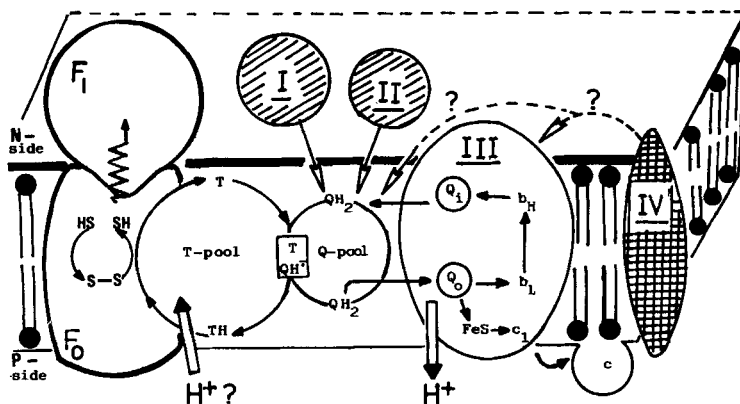 F1
I
II
?
?
N-
side
III
IV
T
QH2
Qi
bH
HS SH
T-pool
T
QH∸
Q-pool
S—S
QH2
Qo
bL
FeS
c1
TH
c
F0
P-
side
H+ ?
H+